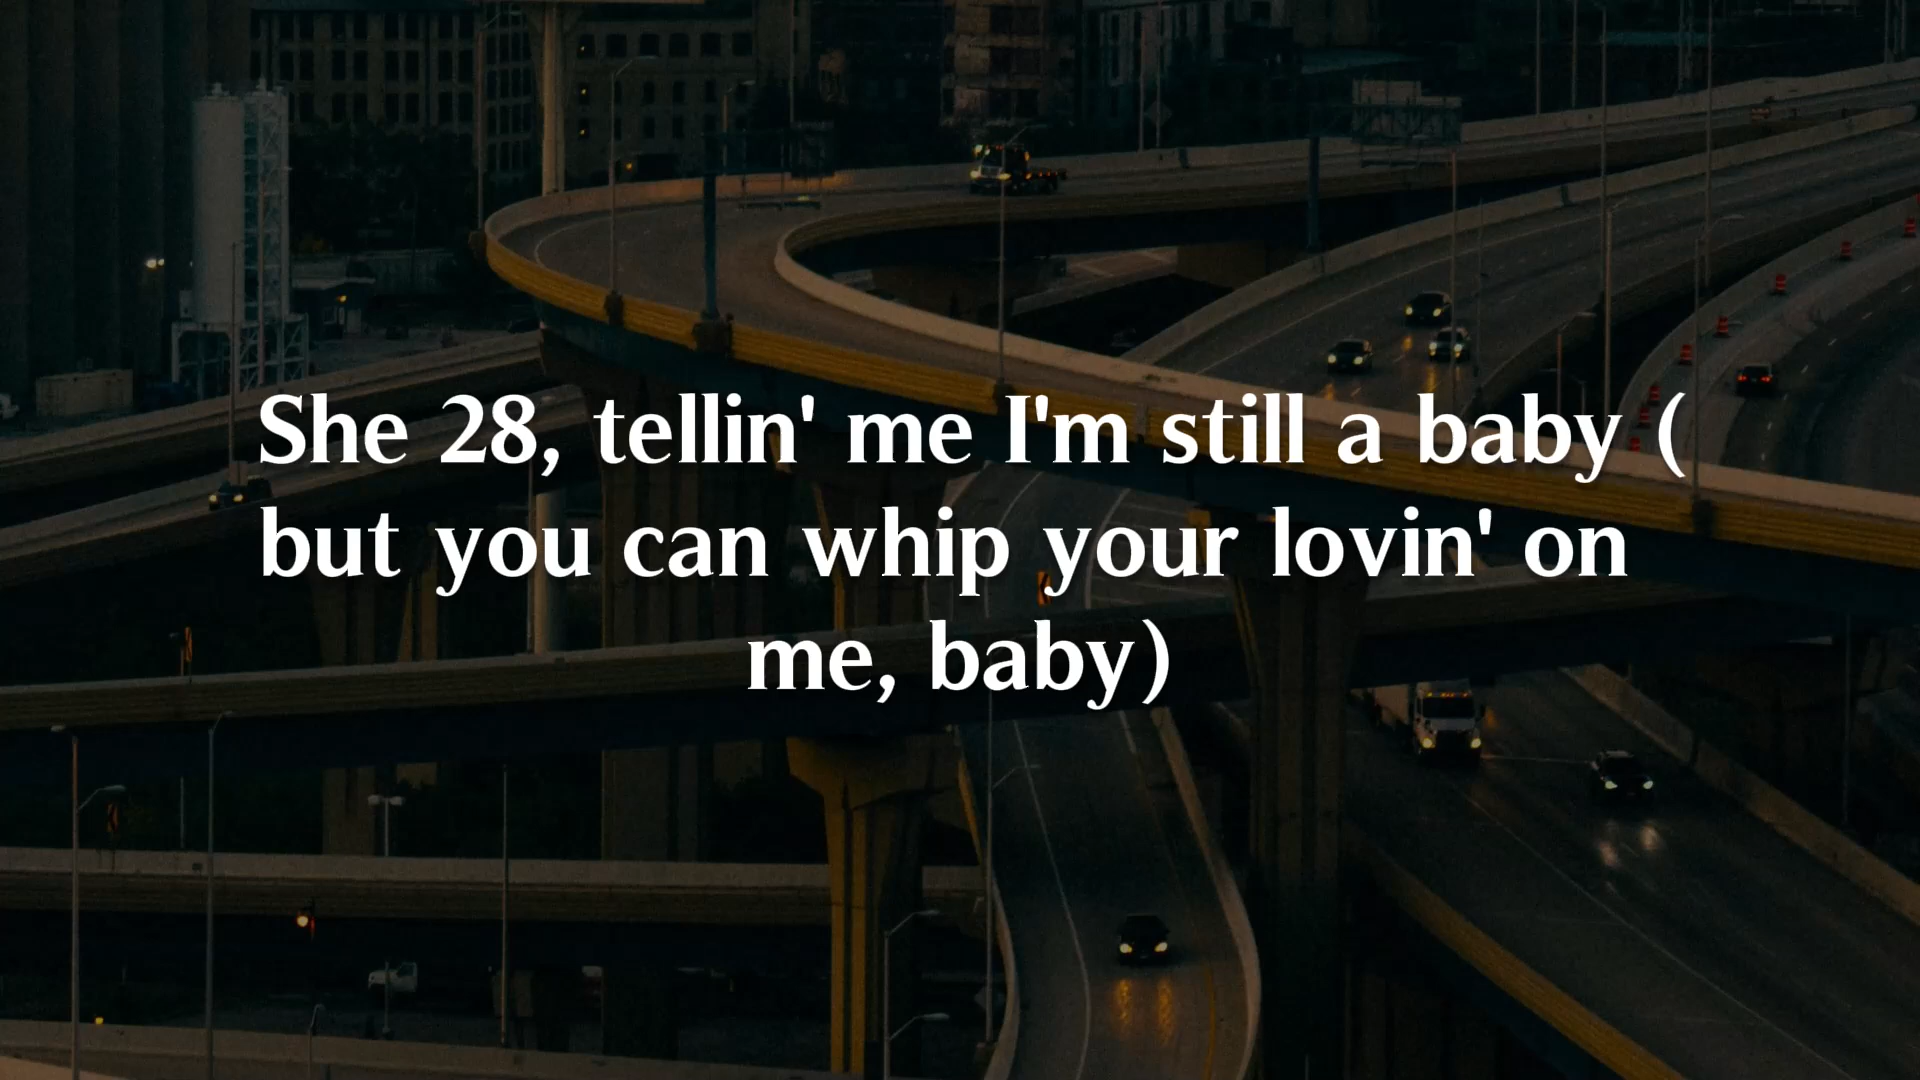 She 28, tellin' me I'm still a baby (
but you can whip your lovin' on
me, baby)